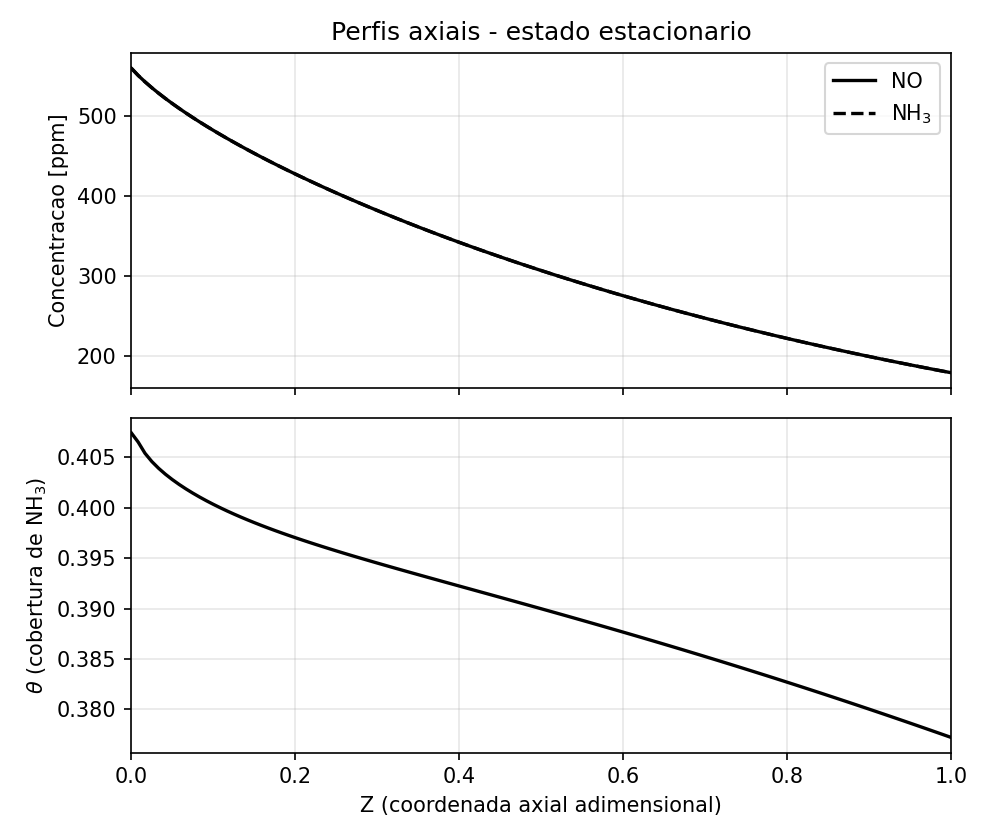 Perfis axiais - estado estacionario
NO
NH₃
Concentracao [ppm]
500
400
300
200
θ (cobertura de NH₃)
0.405
0.400
0.395
0.390
0.385
0.380
0.0 0.2 0.4 0.6 0.8 1.0
Z (coordenada axial adimensional)